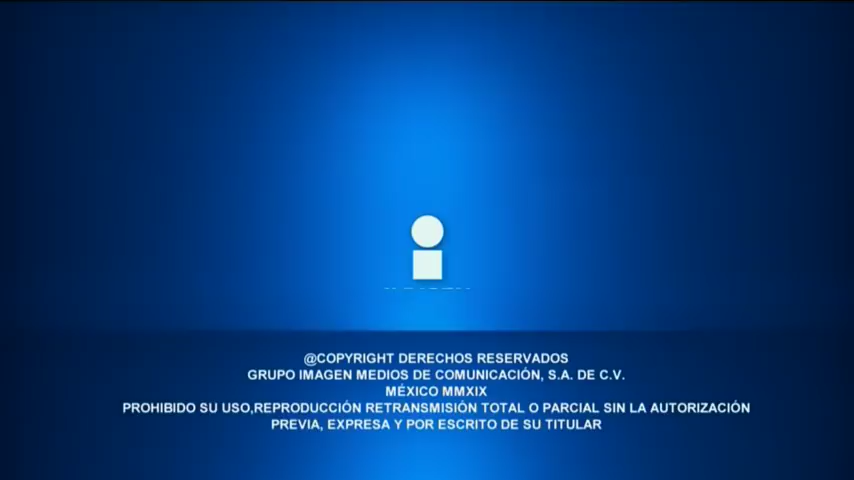 @COPYRIGHT DERECHOS RESERVADOS
GRUPO IMAGEN MEDIOS DE COMUNICACIÓN, S.A. DE C.V.
MÉXICO MMXIX
PROHIBIDO SU USO,REPRODUCCIÓN RETRANSMISIÓN TOTAL O PARCIAL SIN LA AUTORIZACIÓN
PREVIA, EXPRESA Y POR ESCRITO DE SU TITULAR